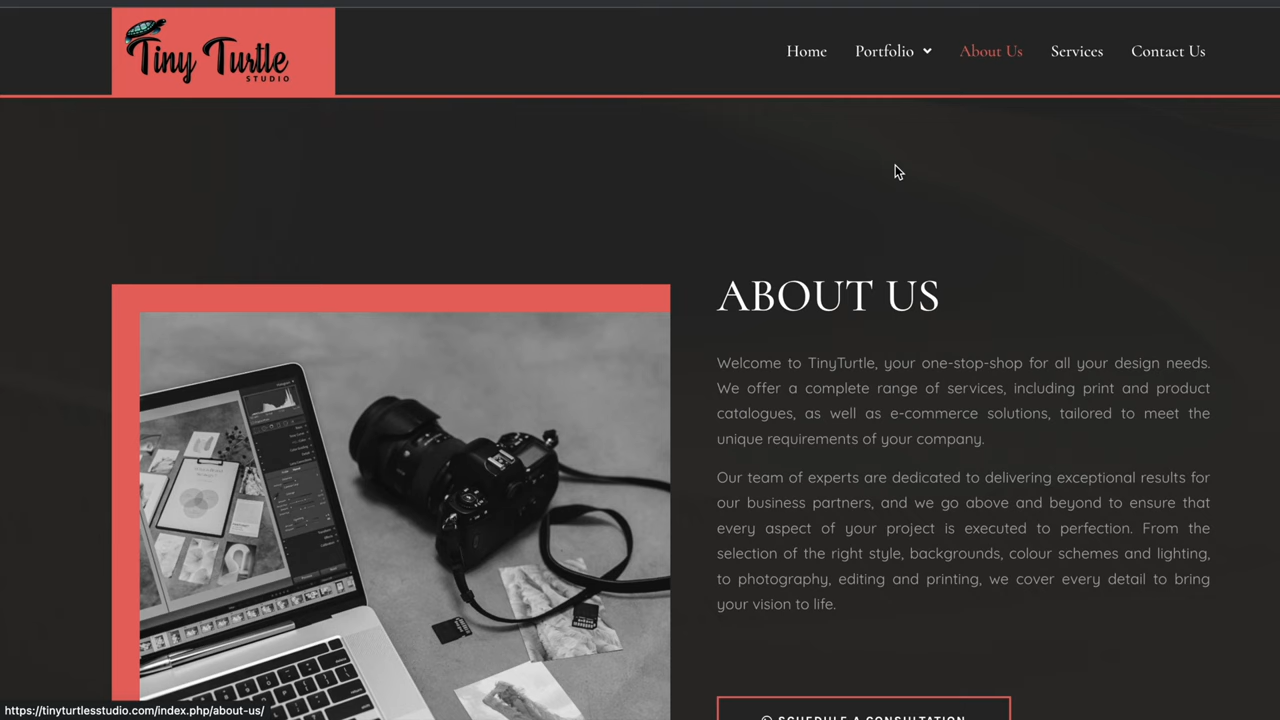 Tiny Turtle
STUDIO
Home Portfolio About Us Services Contact Us
ABOUT US
Welcome to TinyTurtle, your one-stop-shop for all your design needs.
We offer a complete range of services, including print and product
catalogues, as well as e-commerce solutions, tailored to meet the
unique requirements of your company.
Our team of experts are dedicated to delivering exceptional results for
our business partners, and we go above and beyond to ensure that
every aspect of your project is executed to perfection. From the
selection of the right style, backgrounds, colour schemes and lighting,
to photography, editing and printing, we cover every detail to bring
your vision to life.
SCHEDULE A CONSULTATION
https://tinyturtlesstudio.com/index.php/about-us/